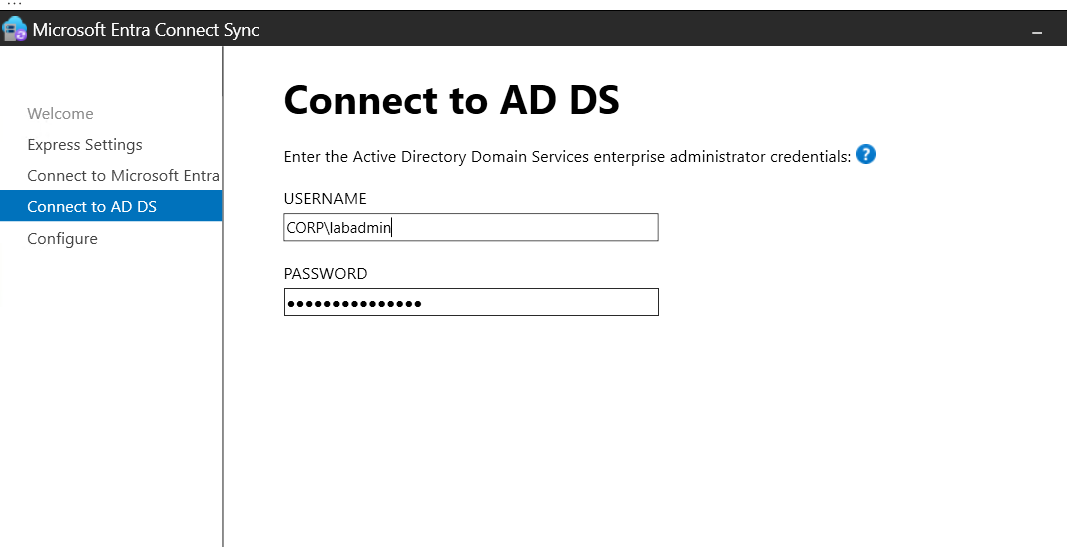 Microsoft Entra Connect Sync
Welcome
Express Settings
Connect to Microsoft Entra
Connect to AD DS
Configure
Connect to AD DS
Enter the Active Directory Domain Services enterprise administrator credentials: ?
USERNAME
CORP\labadmin
PASSWORD
●●●●●●●●●●●●●●●